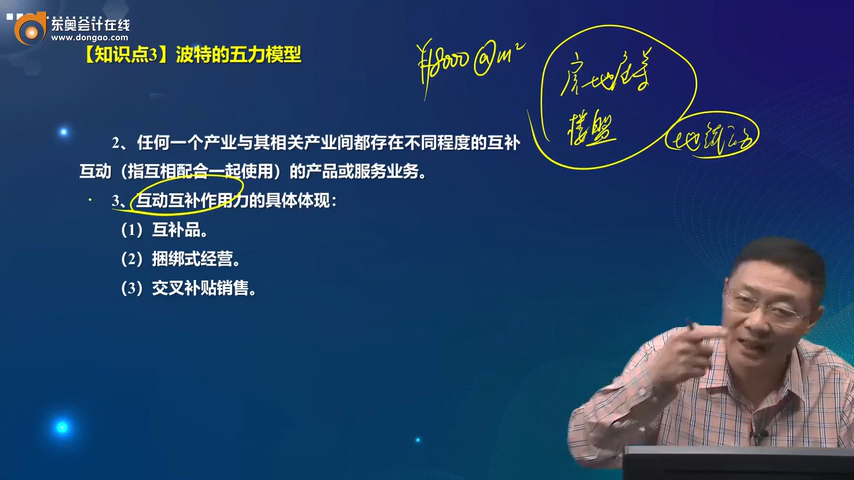 东奥会计在线
www.dongao.com
【知识点3】波特的五力模型
¥18000@m²
房地产等
楼盘
2、任何一个产业与其相关产业间都存在不同程度的互补
互动（指互相配合一起使用）的产品或服务业务。
3、互动互补作用力的具体体现：
（1）互补品。
（2）捆绑式经营。
（3）交叉补贴销售。